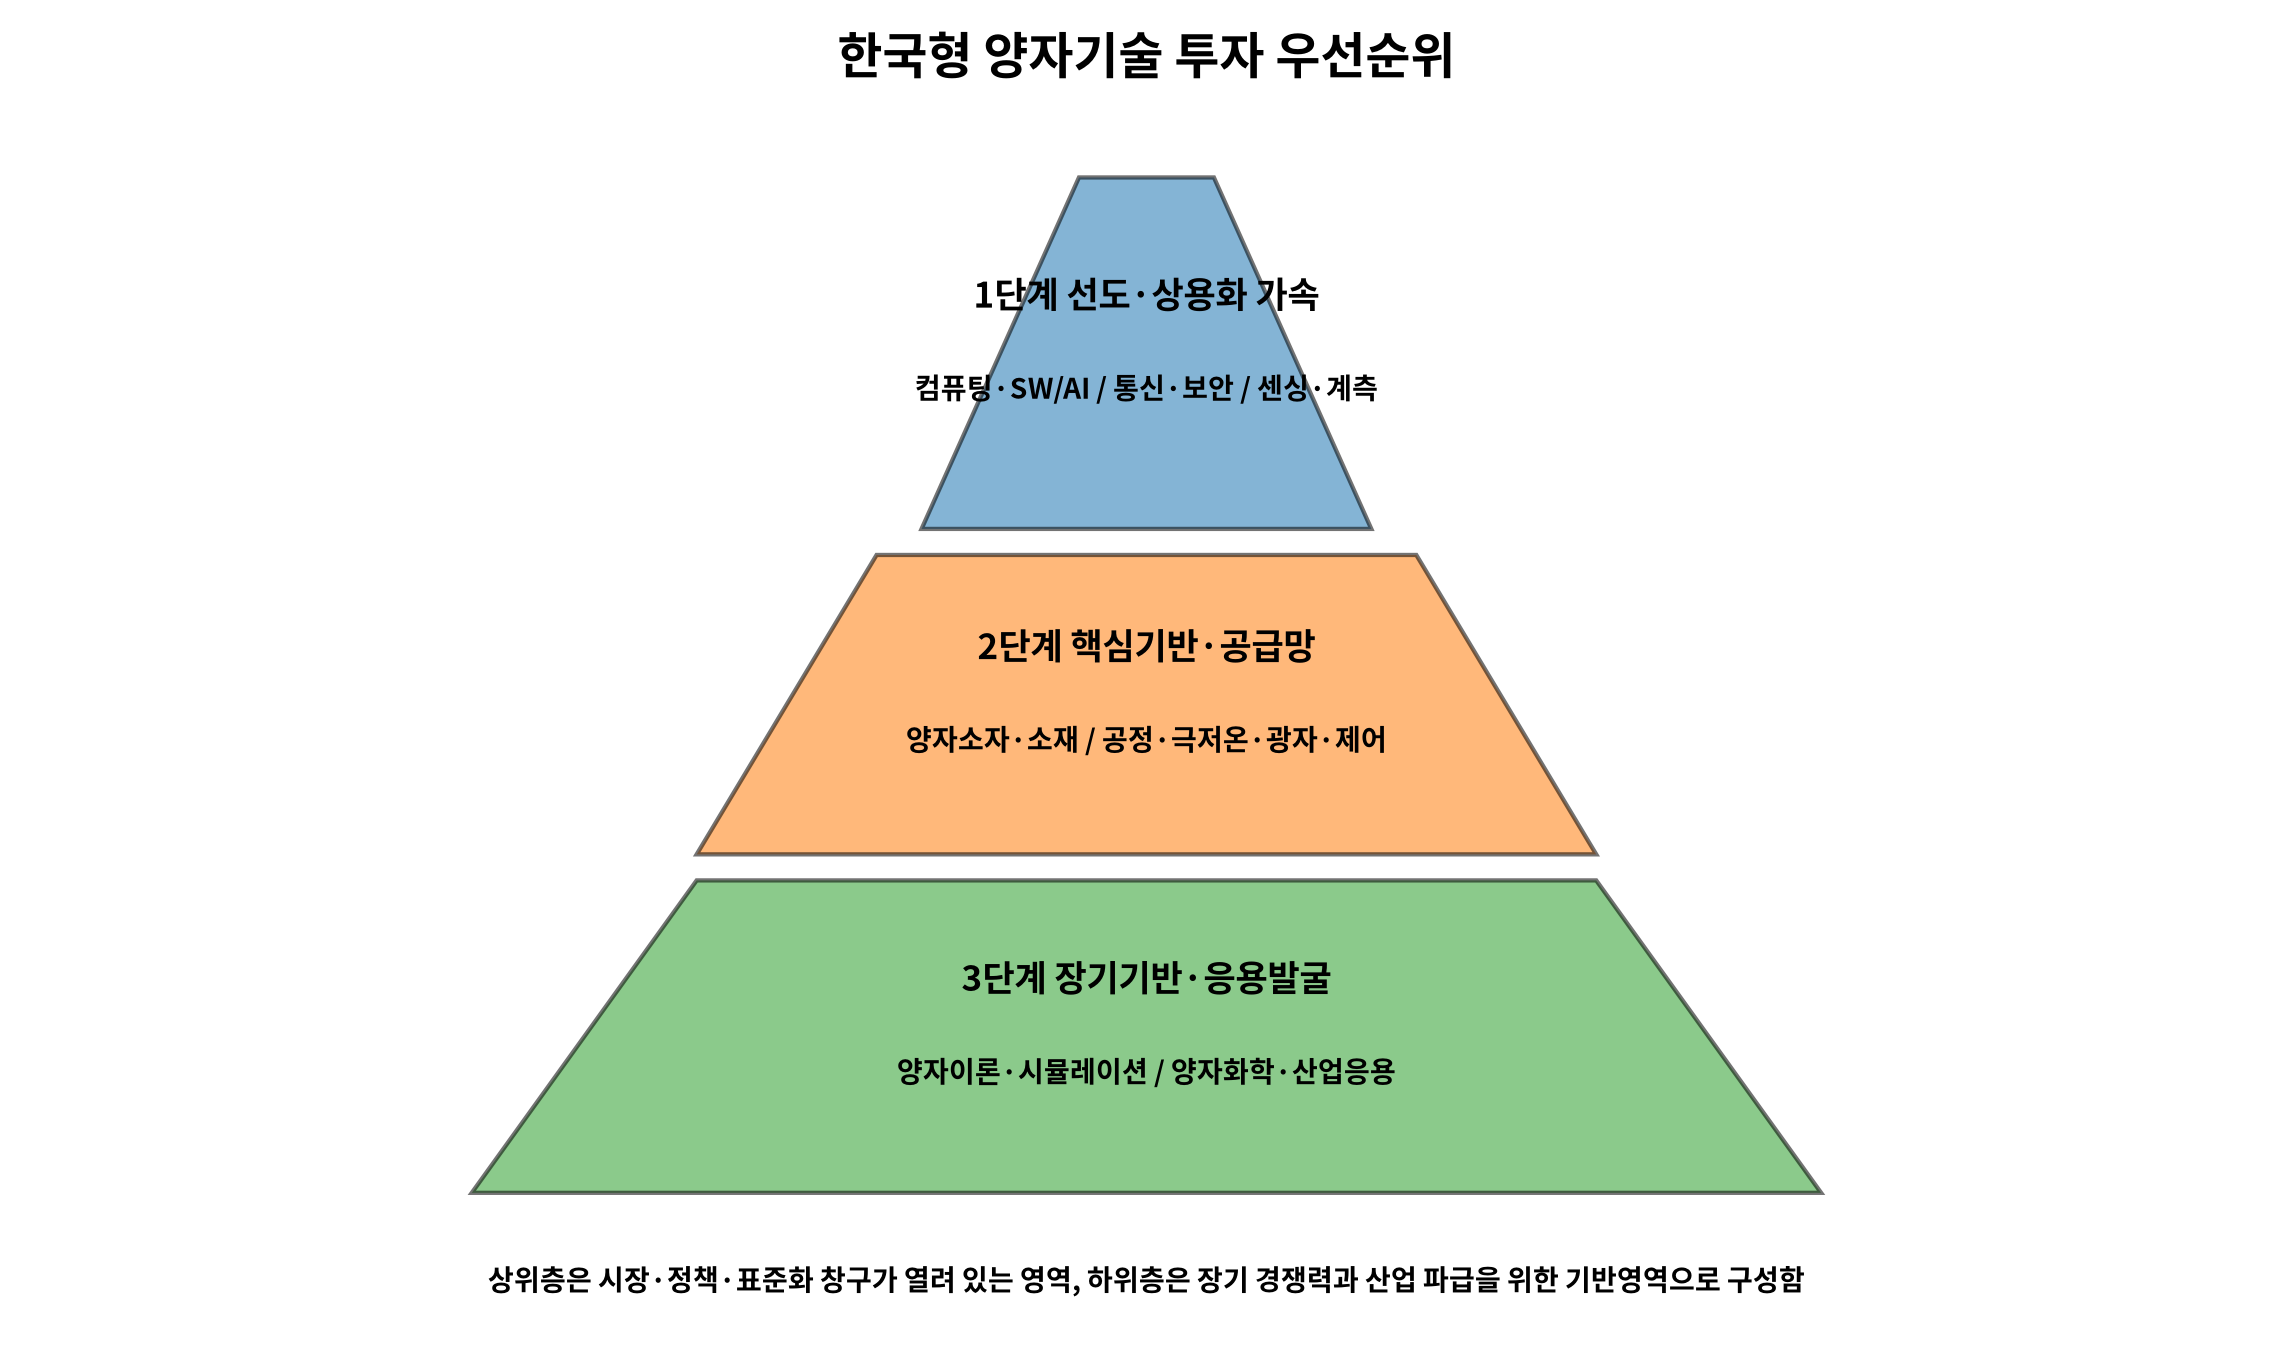 한국형 양자기술 투자 우선순위
1단계 선도·상용화 가속
컴퓨팅·SW/AI / 통신·보안 / 센싱·계측
2단계 핵심기반·공급망
양자소자·소재 / 공정·극저온·광자·제어
3단계 장기기반·응용발굴
양자이론·시뮬레이션 / 양자화학·산업응용
상위층은 시장·정책·표준화 창구가 열려 있는 영역, 하위층은 장기 경쟁력과 산업 파급을 위한 기반영역으로 구성함